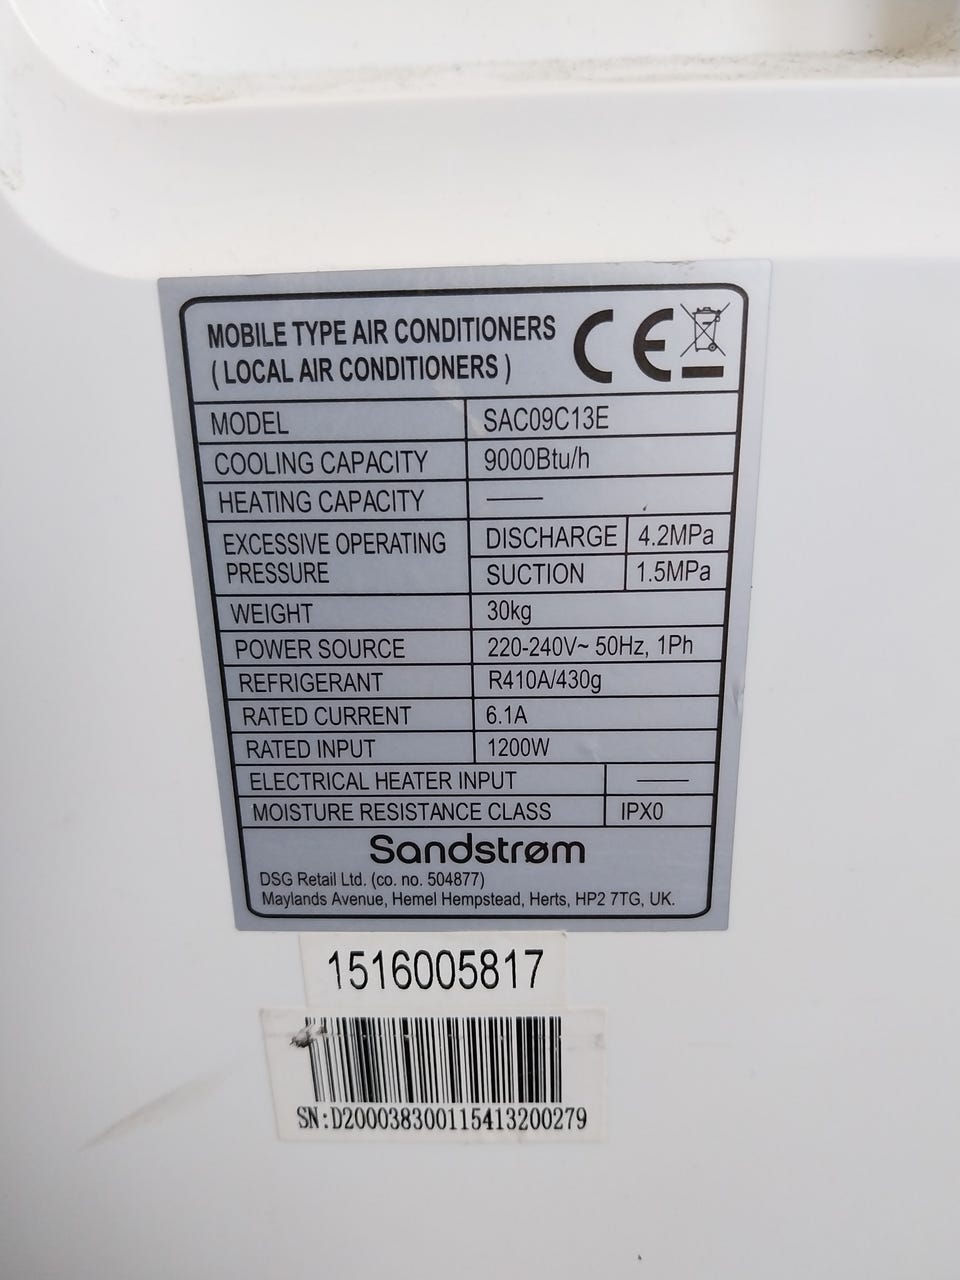 MOBILE TYPE AIR CONDITIONERS
( LOCAL AIR CONDITIONERS )
CE
MODEL SAC09C13E
COOLING CAPACITY 9000Btu/h
HEATING CAPACITY ——
EXCESSIVE OPERATING PRESSURE DISCHARGE 4.2MPa
SUCTION 1.5MPa
WEIGHT 30kg
POWER SOURCE 220-240V~ 50Hz, 1Ph
REFRIGERANT R410A/430g
RATED CURRENT 6.1A
RATED INPUT 1200W
ELECTRICAL HEATER INPUT ——
MOISTURE RESISTANCE CLASS IPX0
Sandstrøm
DSG Retail Ltd. (co. no. 504877)
Maylands Avenue, Hemel Hempstead, Herts, HP2 7TG, UK.
1516005817
SN:D200038300115413200279